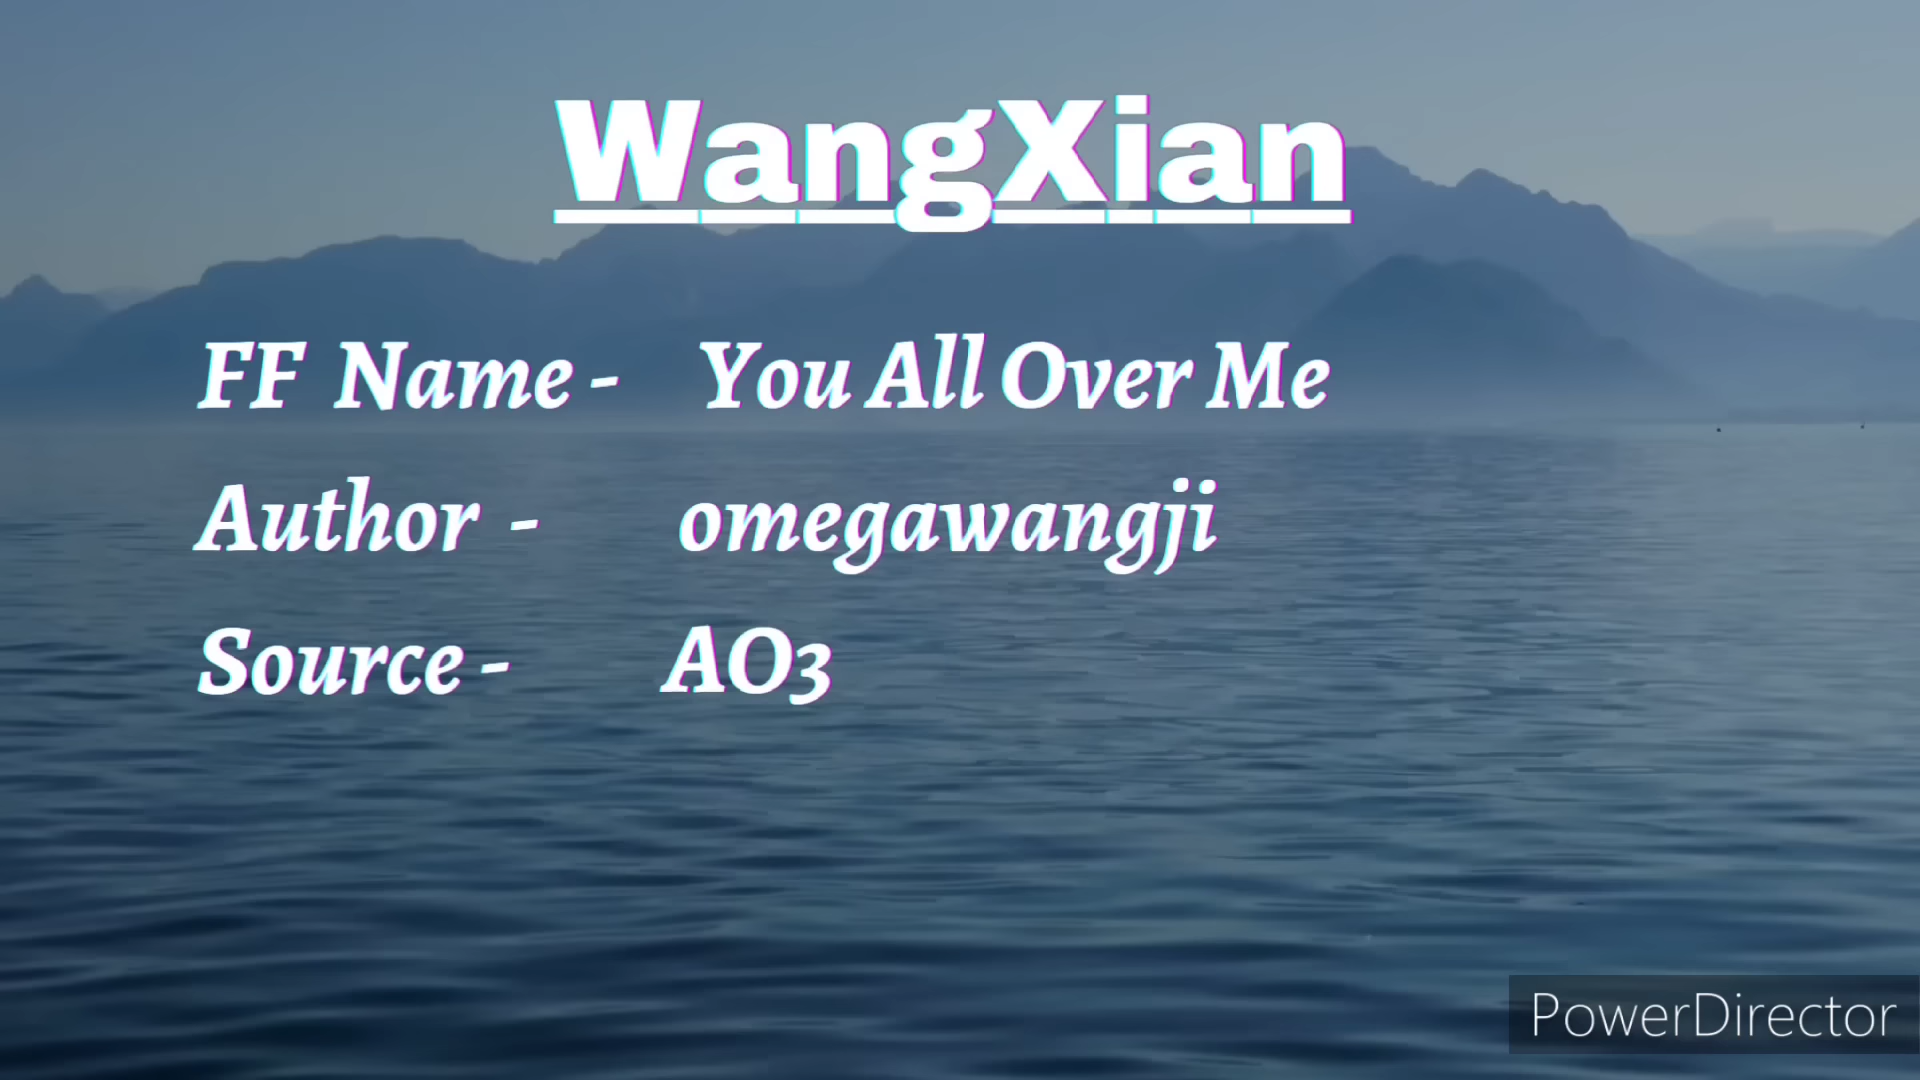 WangXian
FF Name - You All Over Me
Author - omegawangji
Source - AO3
PowerDirector